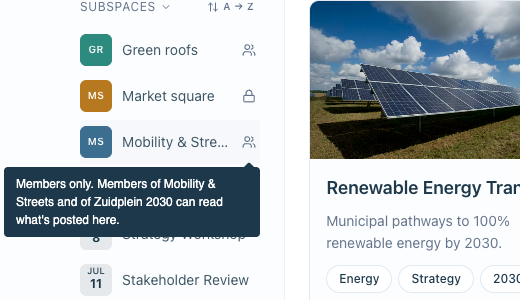 SUBSPACES
A → Z
GR Green roofs
MS Market square
MS Mobility & Stre...
Members only. Members of Mobility &
Streets and of Zuidplein 2030 can read
what's posted here.
8 Strategy Workshop
JUL
11 Stakeholder Review
Renewable Energy Tran
Municipal pathways to 100%
renewable energy by 2030.
Energy Strategy 2030